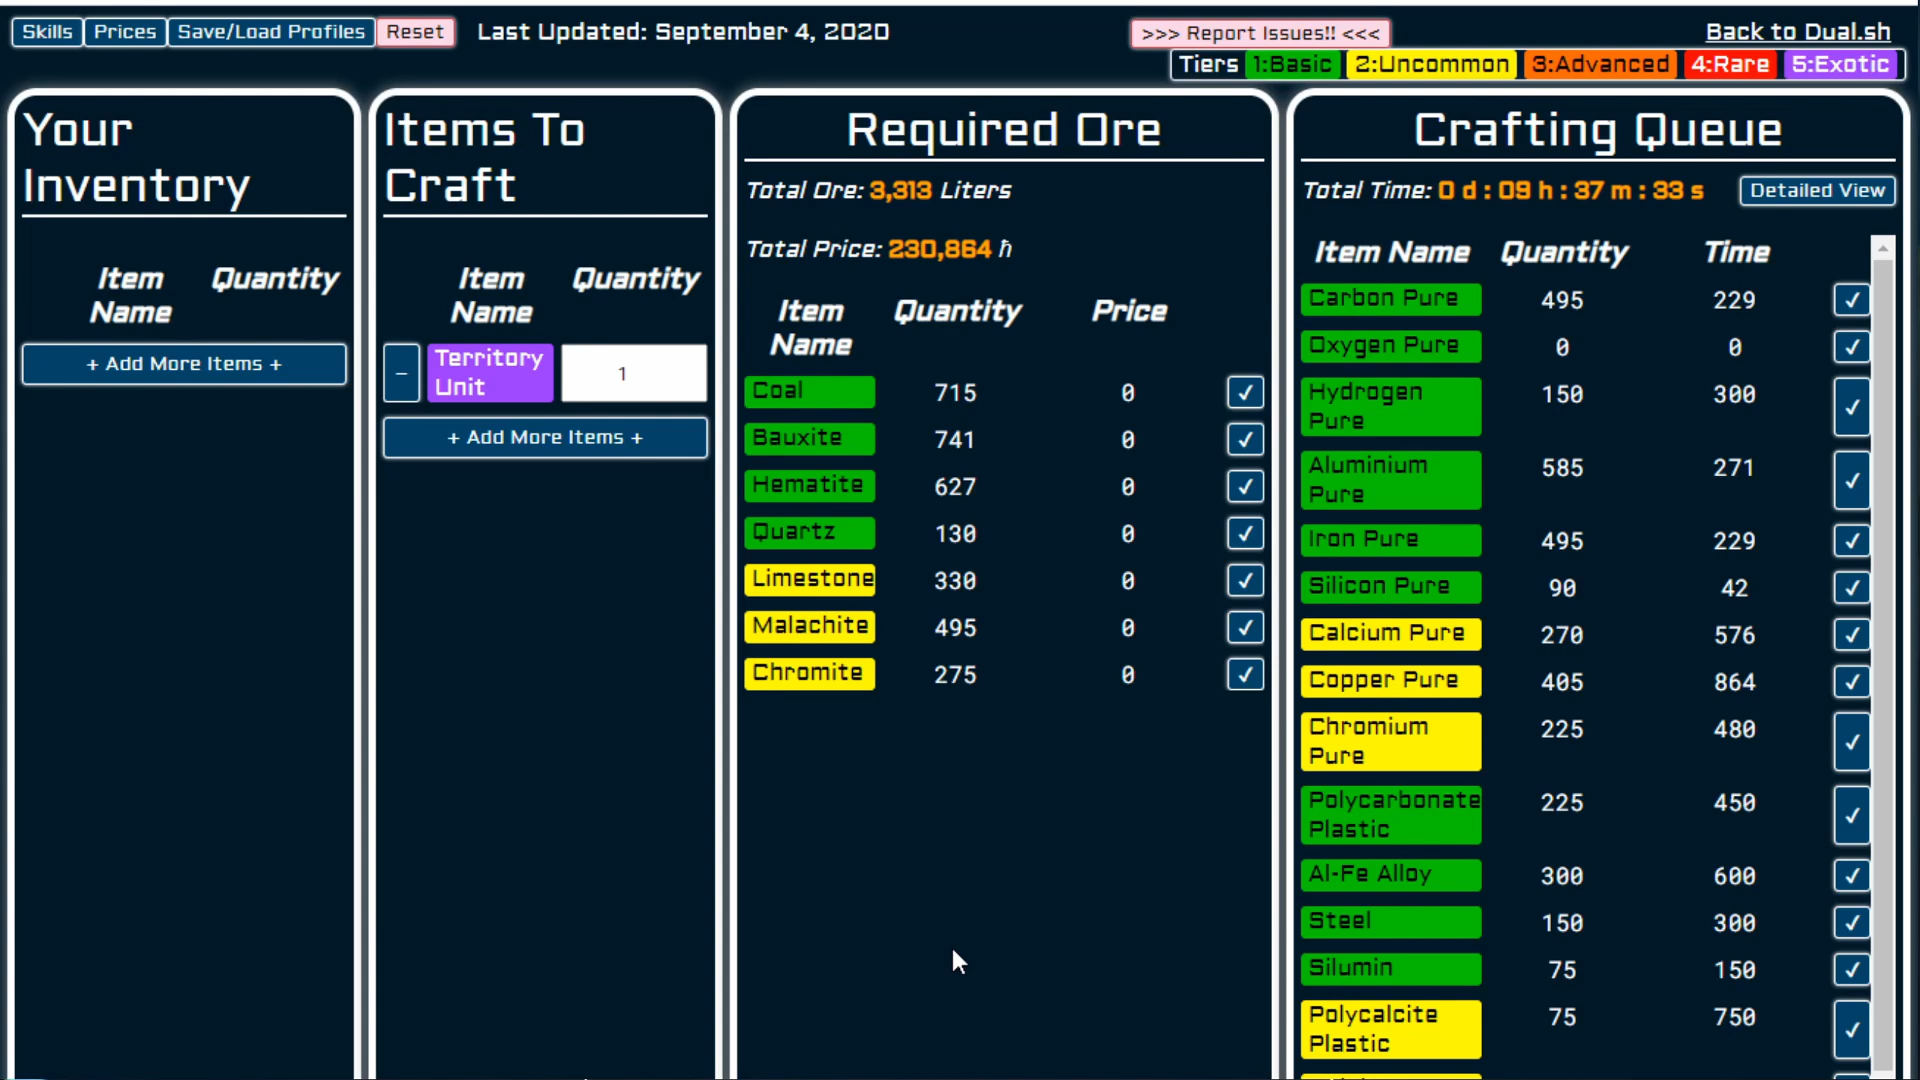 Skills Prices Save/Load Profiles Reset Last Updated: September 4, 2020 >>> Report Issues!! <<< Back to Dual.sh
Tiers 1:Basic 2:Uncommon 3:Advanced 4:Rare 5:Exotic
Your
Inventory
Item
Name
Quantity
+ Add More Items +
Items To
Craft
Item
Name
Quantity
− Territory
Unit
1
+ Add More Items +
Required Ore
Total Ore: 3,313 Liters
Total Price: 230,864 ħ
Item
Name
Quantity Price
Coal 715 0 ✓
Bauxite 741 0 ✓
Hematite 627 0 ✓
Quartz 130 0 ✓
Limestone 330 0 ✓
Malachite 495 0 ✓
Chromite 275 0 ✓
Crafting Queue
Total Time: 0 d : 09 h : 37 m : 33 s Detailed View
Item Name Quantity Time
Carbon Pure 495 229 ✓
Oxygen Pure 0 0 ✓
Hydrogen
Pure
150 300 ✓
Aluminium
Pure
585 271 ✓
Iron Pure 495 229 ✓
Silicon Pure 90 42 ✓
Calcium Pure 270 576 ✓
Copper Pure 405 864 ✓
Chromium
Pure
225 480 ✓
Polycarbonate
Plastic
225 450 ✓
Al-Fe Alloy 300 600 ✓
Steel 150 300 ✓
Silumin 75 150 ✓
Polycalcite
Plastic
75 750 ✓